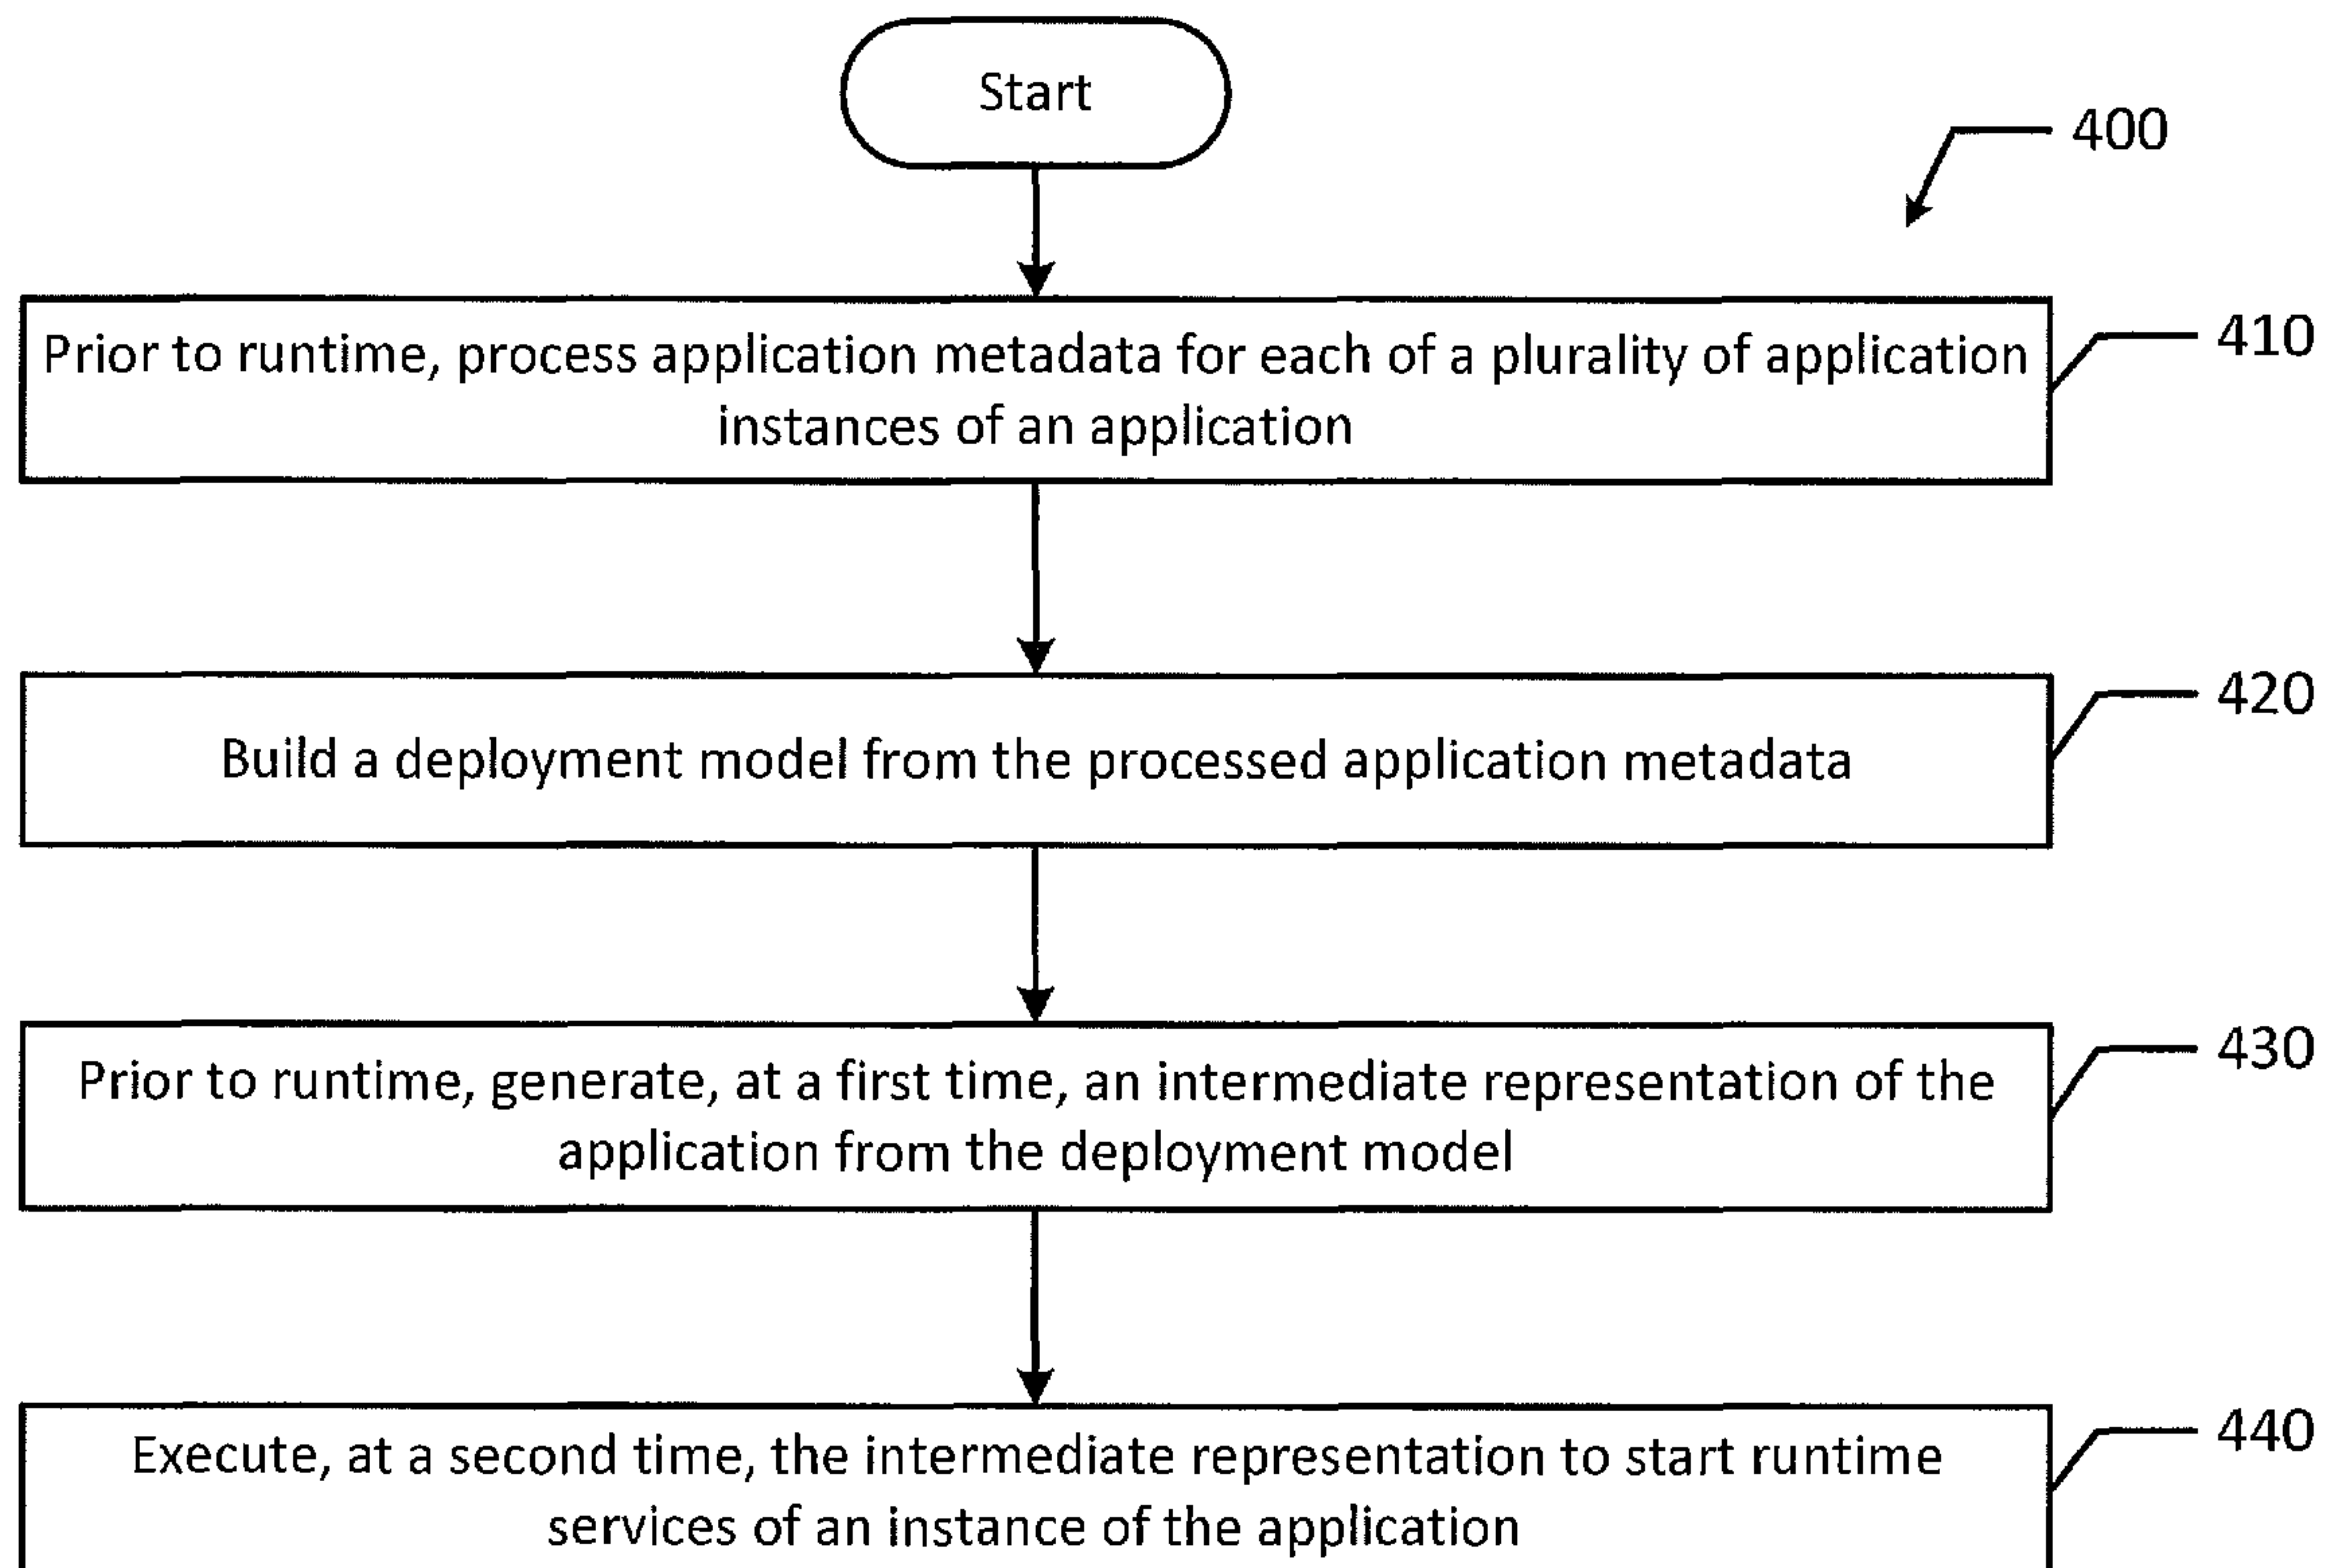 Start
400
Prior to runtime, process application metadata for each of a plurality of application
instances of an application
410
Build a deployment model from the processed application metadata
420
Prior to runtime, generate, at a first time, an intermediate representation of the
application from the deployment model
430
Execute, at a second time, the intermediate representation to start runtime
services of an instance of the application
440